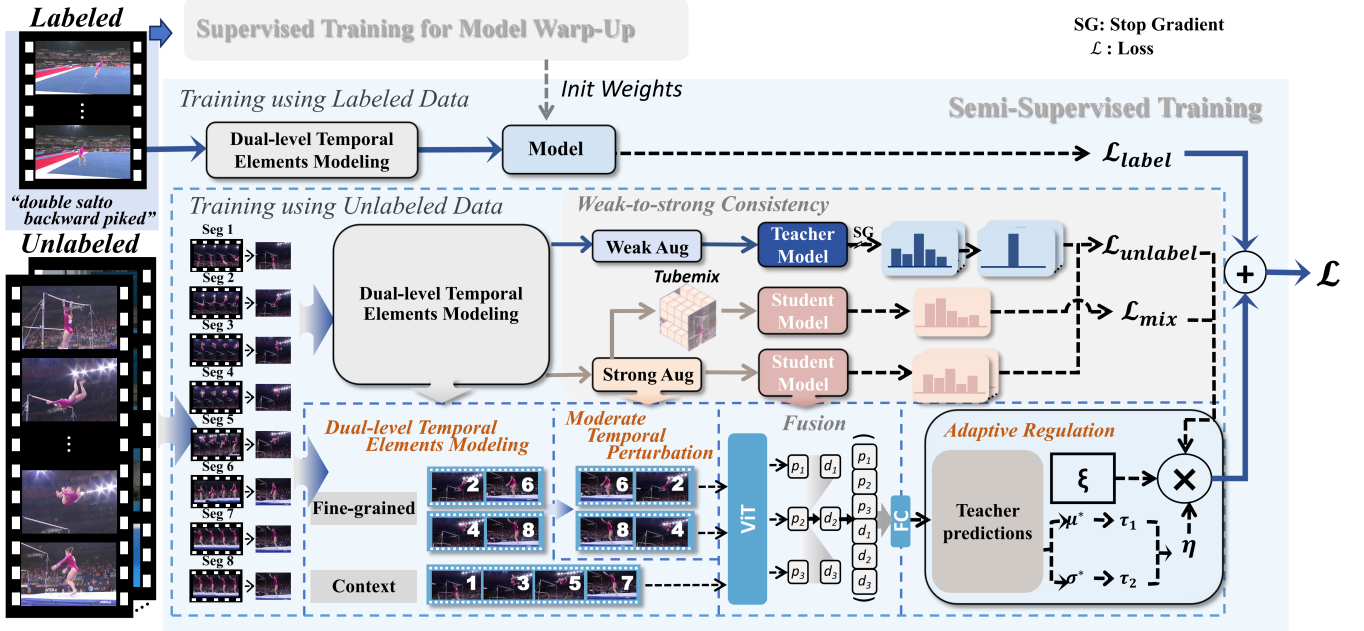 Labeled
Supervised Training for Model Warp-Up
SG: Stop Gradient
ℒ : Loss
Init Weights
Training using Labeled Data
Semi-Supervised Training
Dual-level Temporal
Elements Modeling
Model
ℒlabel
“double salto
backward piked”
Unlabeled
Training using Unlabeled Data
Weak-to-strong Consistency
Seg 1
Seg 2
Seg 3
Seg 4
Seg 5
Seg 6
Seg 7
Seg 8
Dual-level Temporal
Elements Modeling
Weak Aug
Teacher
Model
SG
ℒunlabel
+
ℒ
Tubemix
Student
Model
ℒmix
Strong Aug
Student
Model
Dual-level Temporal
Elements Modeling
Moderate
Temporal
Perturbation
Fusion
Adaptive Regulation
Fine-grained
2 6
4 8
6 2
8 4
Context
1 3 5 7
ViT
p1 d1
p2 d2
p3 d3
p1
p2
p3
d1
d2
d3
FC
Teacher
predictions
ξ
×
μ* τ1
σ* τ2
η